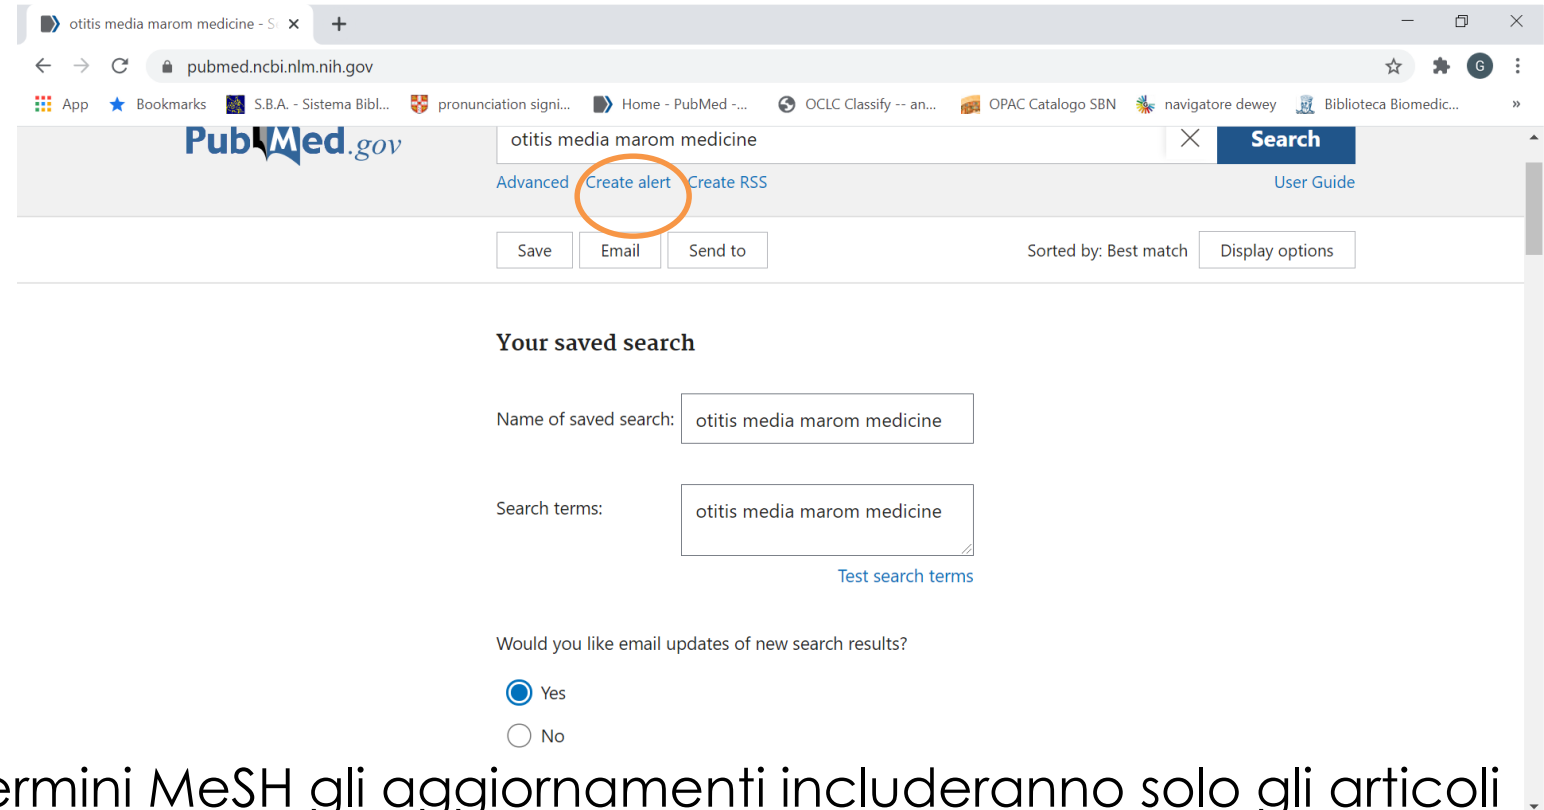 otitis media marom medicine - S
pubmed.ncbi.nlm.nih.gov
G
App Bookmarks S.B.A. - Sistema Bibl... pronunciation signi... Home - PubMed -... OCLC Classify -- an... OPAC Catalogo SBN navigatore dewey Biblioteca Biomedic... »
PubMed.gov
otitis media marom medicine
Search
Advanced Create alert Create RSS User Guide
Save Email Send to Sorted by: Best match Display options
Your saved search
Name of saved search: otitis media marom medicine
Search terms: otitis media marom medicine
Test search terms
Would you like email updates of new search results?
Yes
No
ermini MeSH gli aggiornamenti includeranno solo gli articoli